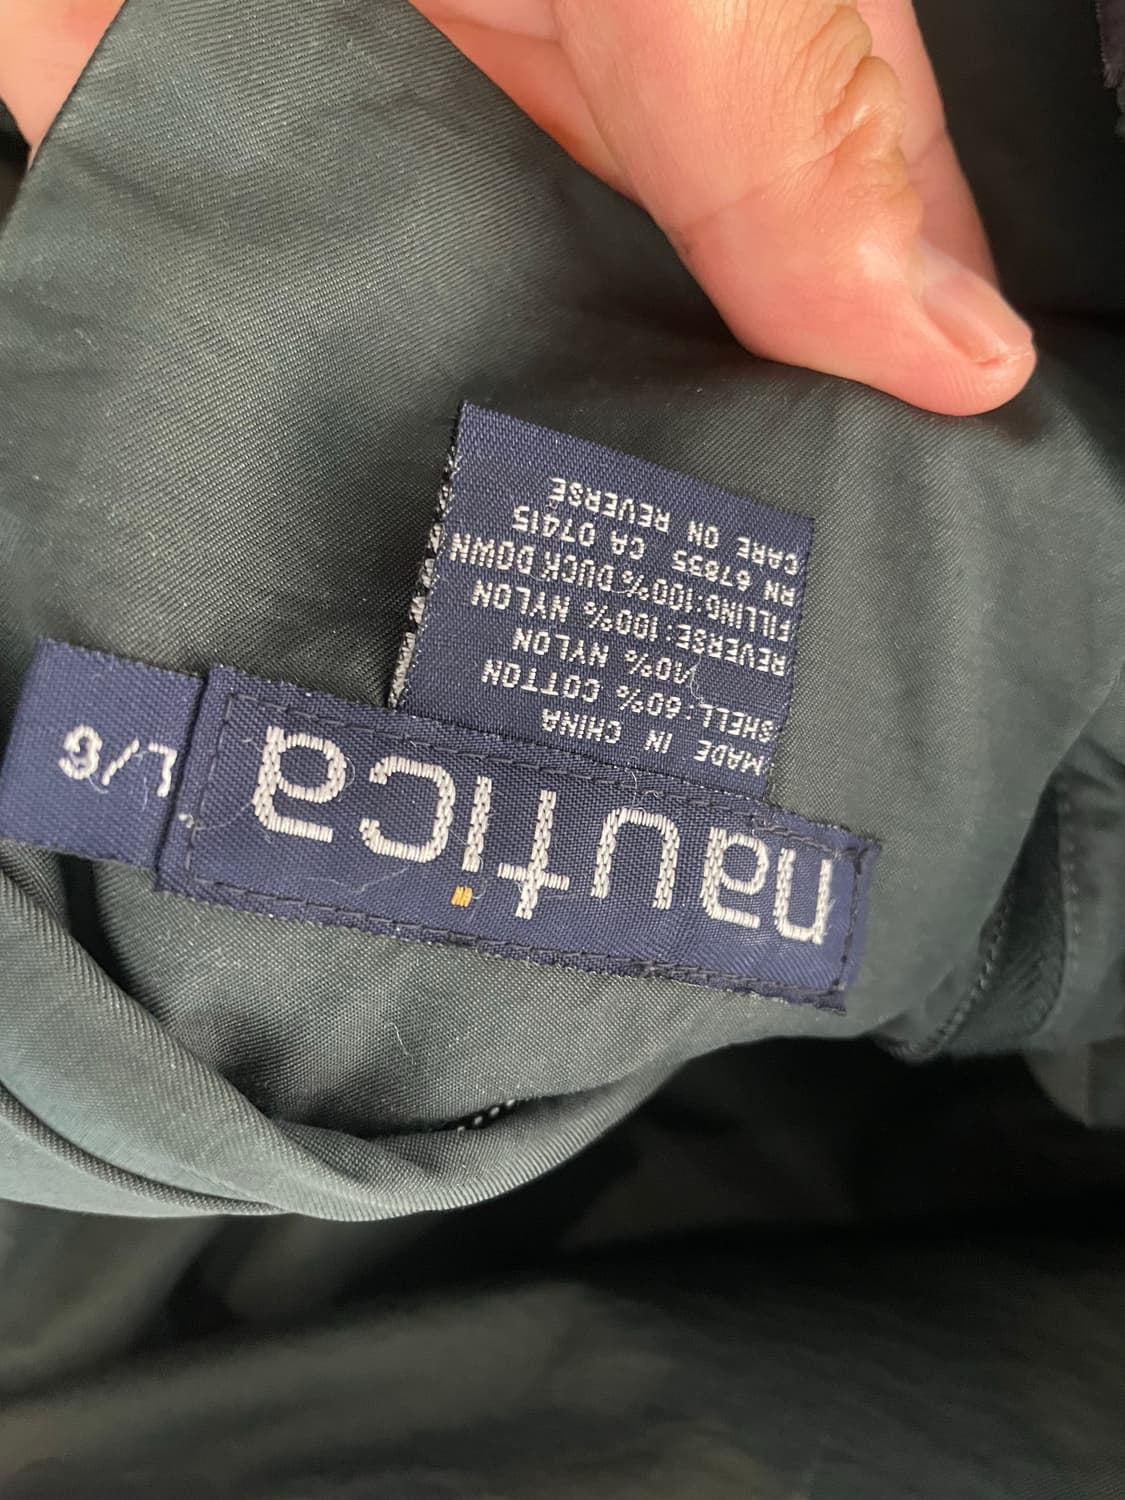 nautica
L/G
MADE IN CHINA
SHELL: 60% COTTON
40% NYLON
REVERSE: 100% NYLON
FILLING: 100% DUCK DOWN
RN 67835 CA 07415
CARE ON REVERSE